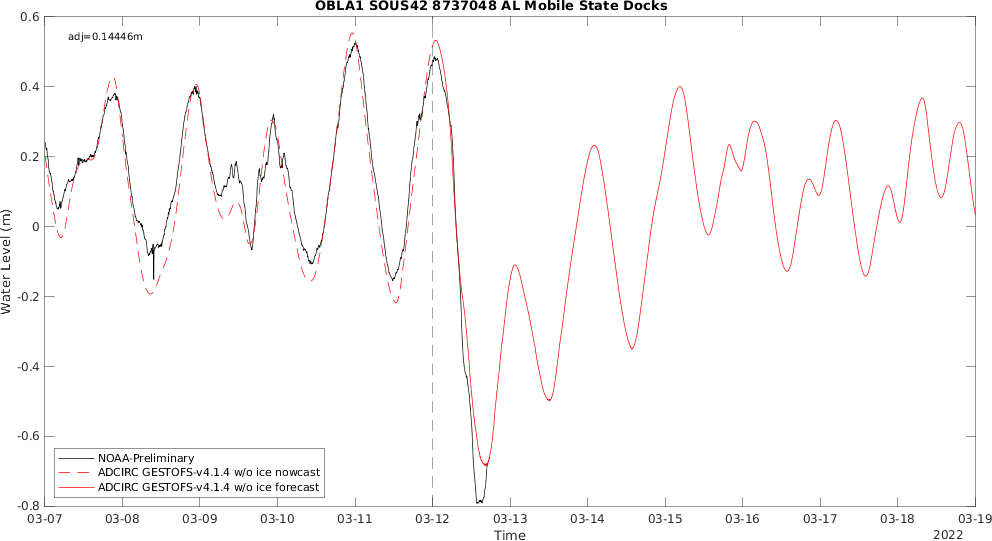 OBLA1 SOUS42 8737048 AL Mobile State Docks
adj=0.14446m
0.6
0.4
0.2
0
-0.2
-0.4
-0.6
-0.8
Water Level (m)
NOAA-Preliminary
ADCIRC GESTOFS-v4.1.4 w/o ice nowcast
ADCIRC GESTOFS-v4.1.4 w/o ice forecast
03-07 03-08 03-09 03-10 03-11 03-12 03-13 03-14 03-15 03-16 03-17 03-18 03-19
Time
2022